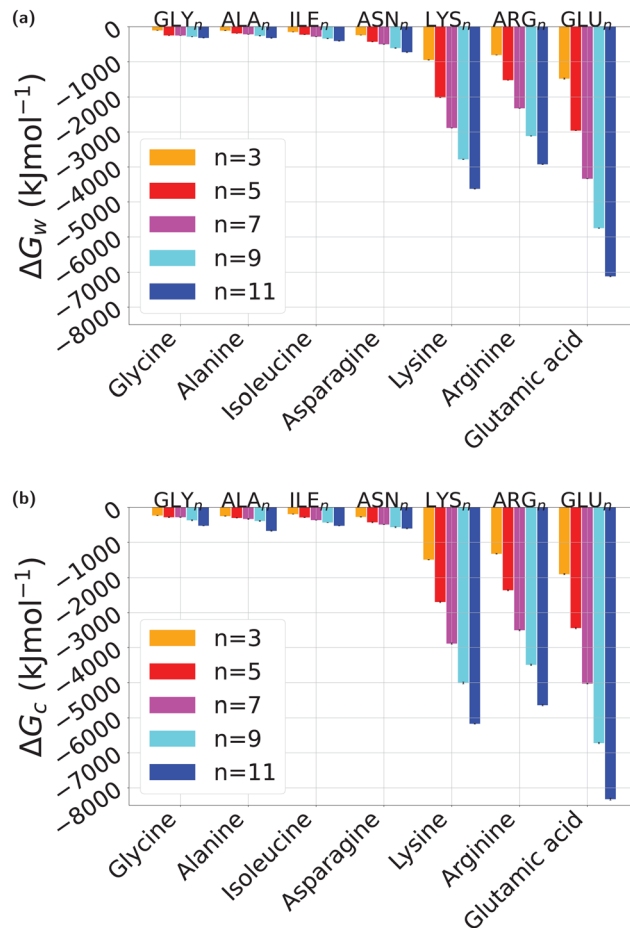 (a)
GLYₙ ALAₙ ILEₙ ASNₙ LYSₙ ARGₙ GLUₙ
0
−1000
−2000
−3000
−4000
−5000
−6000
−7000
−8000
ΔG_w (kJmol⁻¹)
n=3
n=5
n=7
n=9
n=11
Glycine
Alanine
Isoleucine
Asparagine
Lysine
Arginine
Glutamic acid
(b)
GLYₙ ALAₙ ILEₙ ASNₙ LYSₙ ARGₙ GLUₙ
0
−1000
−2000
−3000
−4000
−5000
−6000
−7000
−8000
ΔG_c (kJmol⁻¹)
n=3
n=5
n=7
n=9
n=11
Glycine
Alanine
Isoleucine
Asparagine
Lysine
Arginine
Glutamic acid